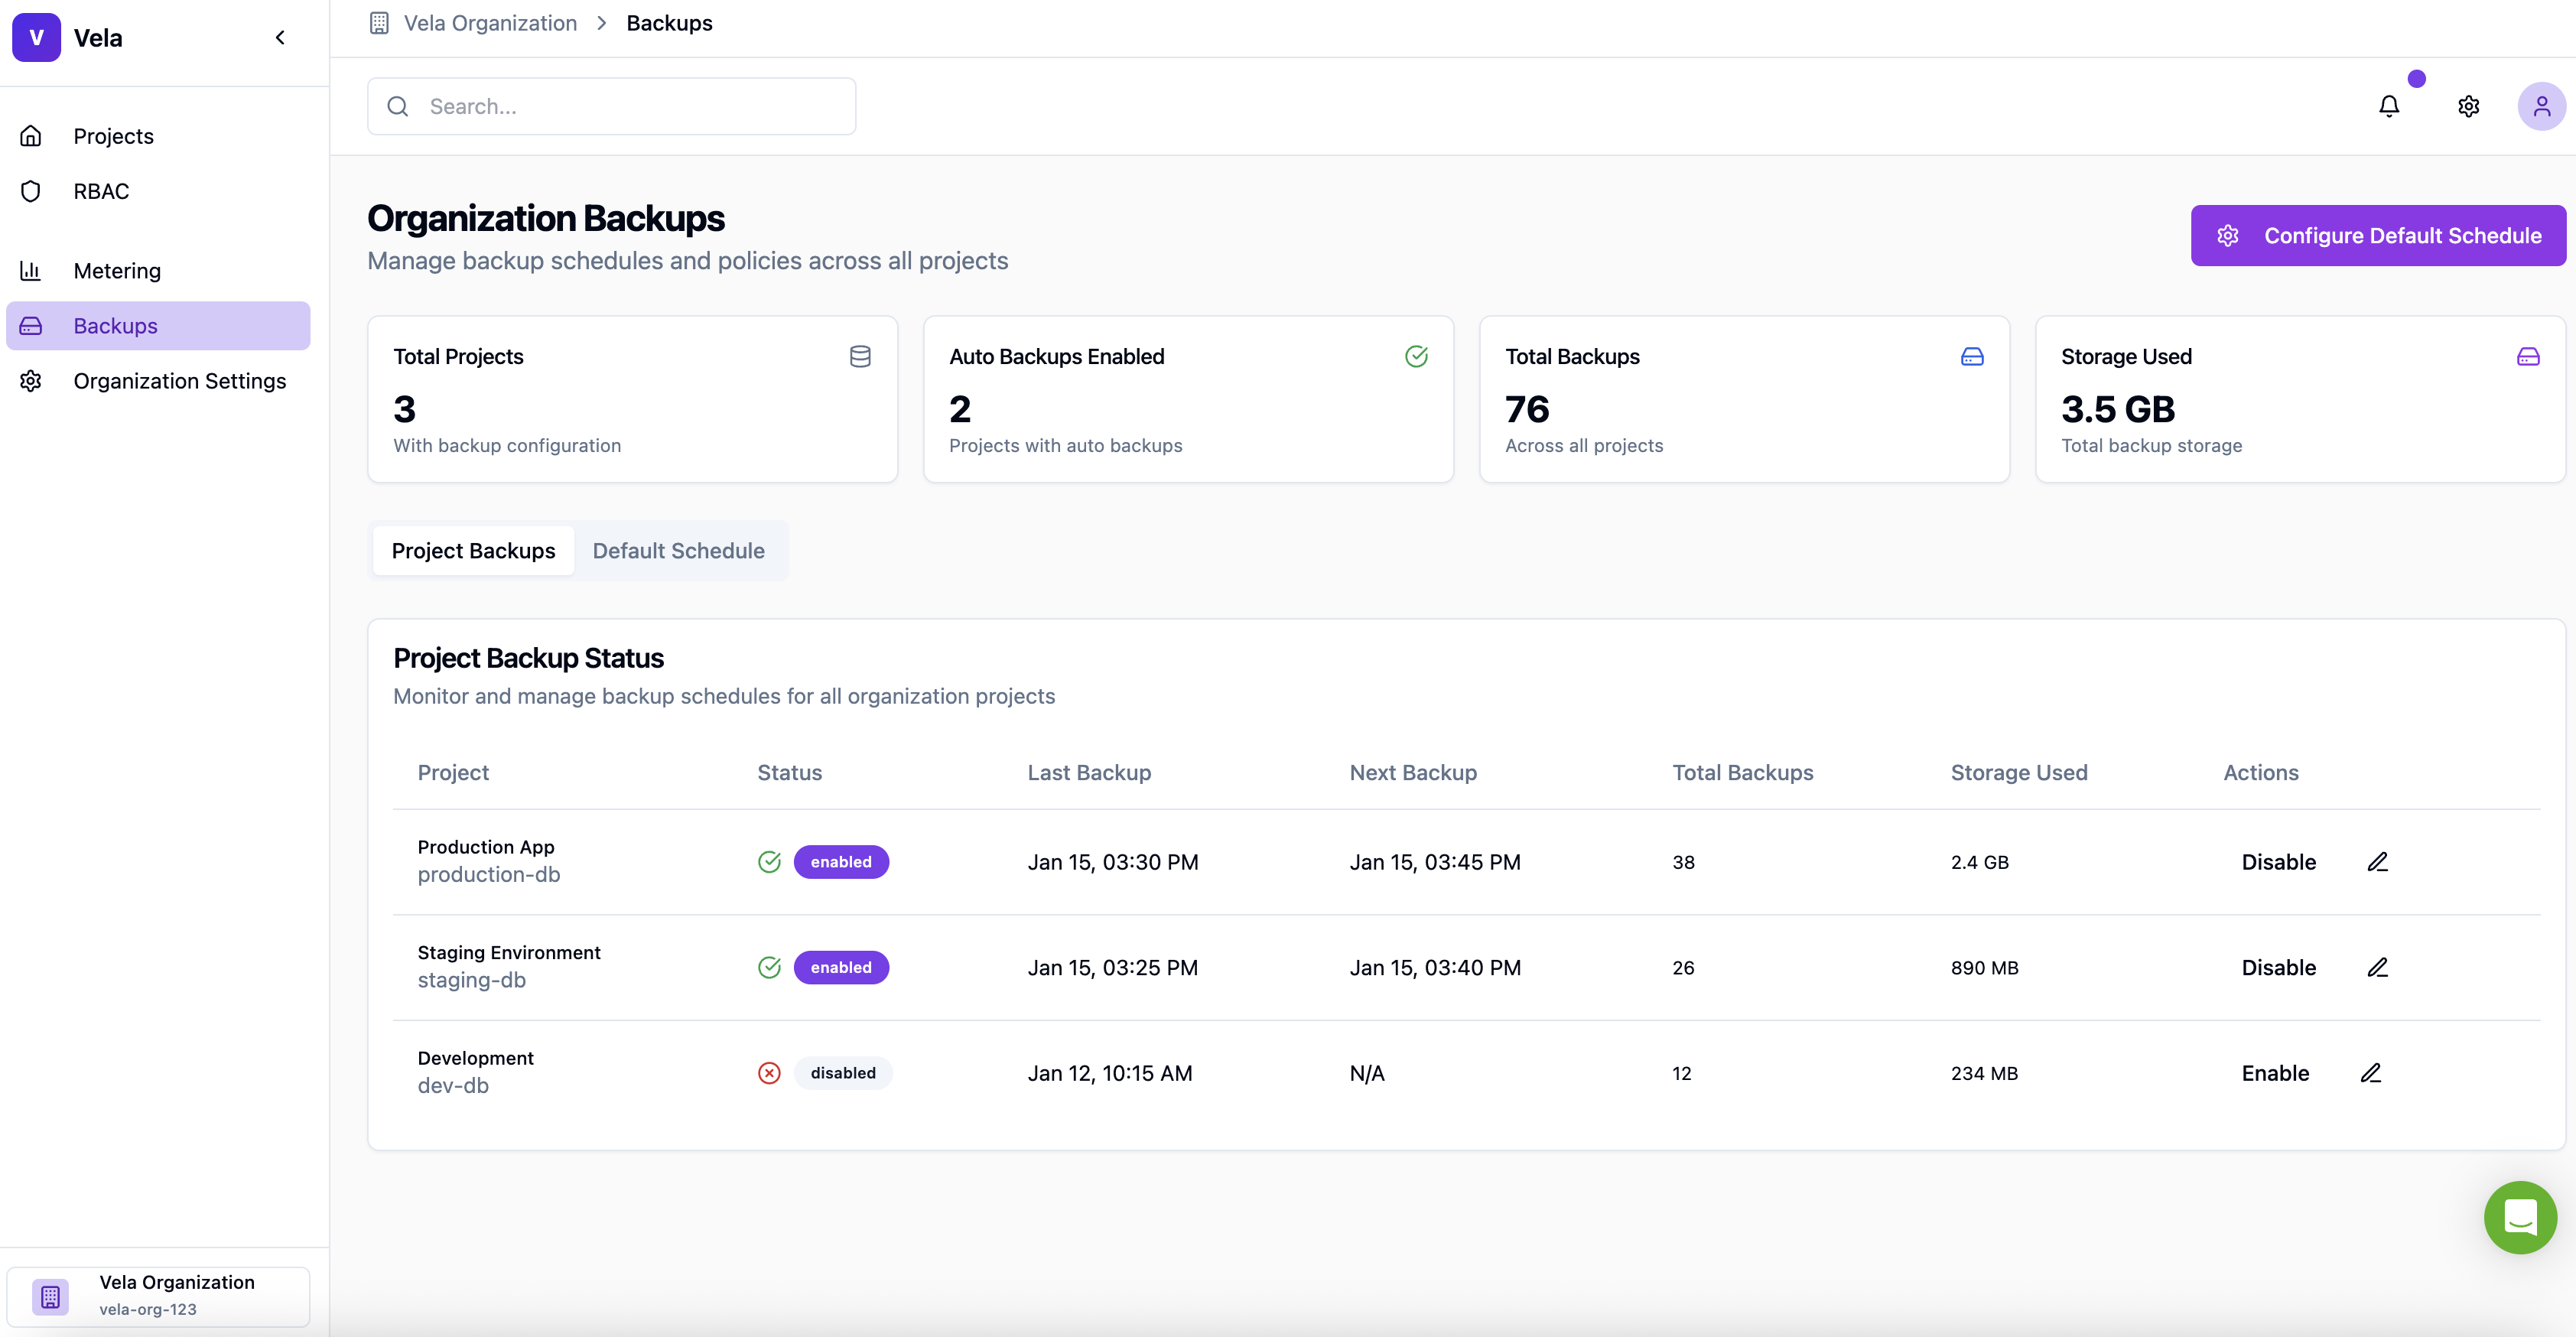 V Vela
Projects
RBAC
Metering
Backups
Organization Settings
Vela Organization
vela-org-123
Vela Organization Backups
Search...
Organization Backups
Manage backup schedules and policies across all projects
Configure Default Schedule
Total Projects
3
With backup configuration
Auto Backups Enabled
2
Projects with auto backups
Total Backups
76
Across all projects
Storage Used
3.5 GB
Total backup storage
Project Backups Default Schedule
Project Backup Status
Monitor and manage backup schedules for all organization projects
Project Status Last Backup Next Backup Total Backups Storage Used Actions
Production App
production-db
enabled Jan 15, 03:30 PM Jan 15, 03:45 PM 38 2.4 GB Disable
Staging Environment
staging-db
enabled Jan 15, 03:25 PM Jan 15, 03:40 PM 26 890 MB Disable
Development
dev-db
disabled Jan 12, 10:15 AM N/A 12 234 MB Enable